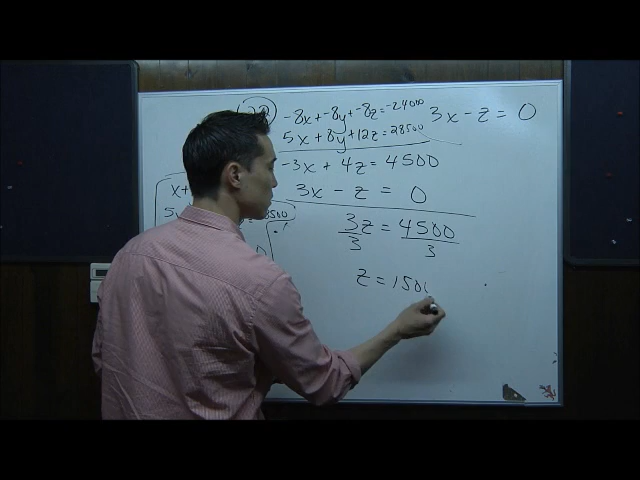 -8x + -8y + -8z = -24000
3x - z = 0
5x + 8y + 12z = 28500
-3x + 4z = 4500
3x - z = 0
3z = 4500
3 3
z = 150